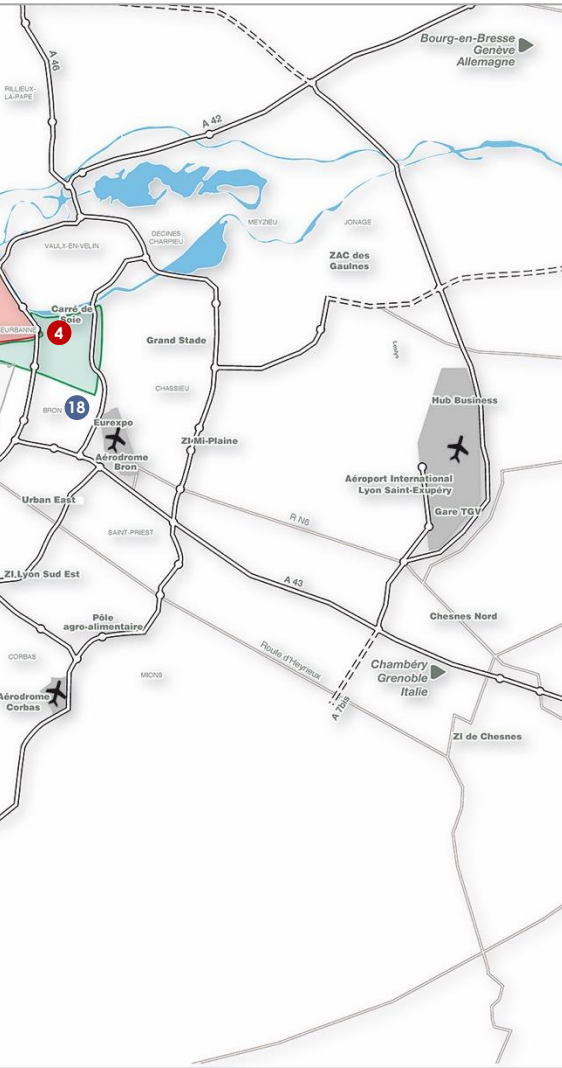 Bourg-en-Bresse
Genève
Allemagne
A 46
RILLIEUX-
LA-PAPE
A 42
MEYZIEU
JONAGE
DECINES
CHARPIEU
VAULX-EN-VELIN
ZAC des
Gaulnes
Carré de
Soie
EURBANNE
4
Grand Stade
Leslys
CHASSIEU
Hub Business
BRON
18
Eurexpo
ZI Mi-Plaine
Aérodrome
Bron
Aéroport International
Lyon Saint-Exupéry
Urban East
Gare TGV
R N6
SAINT-PRIEST
ZI Lyon Sud Est
A 43
Pôle
agro-alimentaire
Chesnes Nord
Route d'Heyrieux
CORBAS
MIONS
Chambéry
Grenoble
Italie
Aérodrome
Corbas
A 7bis
ZI de Chesnes